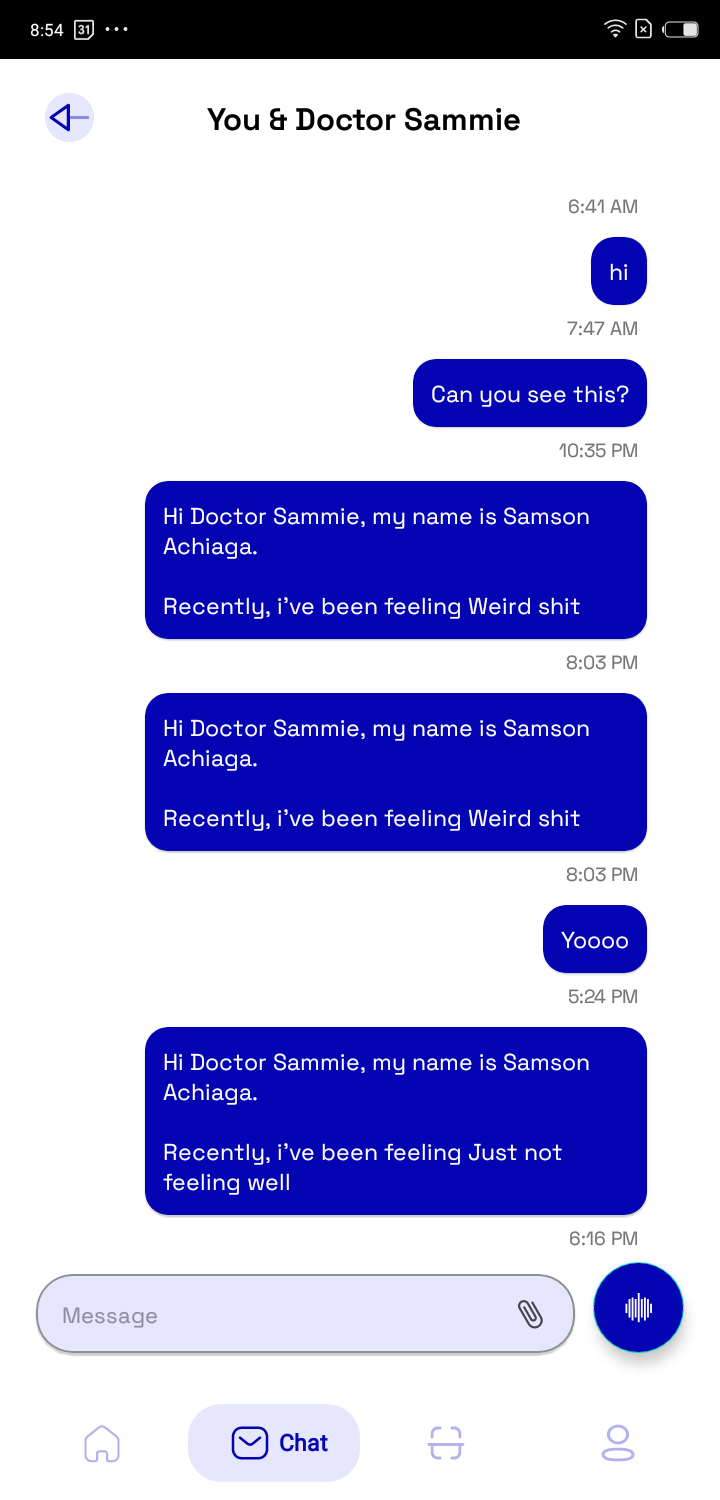 8:54 31
You & Doctor Sammie
6:41 AM
hi
7:47 AM
Can you see this?
10:35 PM
Hi Doctor Sammie, my name is Samson
Achiaga.
Recently, i've been feeling Weird shit
8:03 PM
Hi Doctor Sammie, my name is Samson
Achiaga.
Recently, i've been feeling Weird shit
8:03 PM
Yoooo
5:24 PM
Hi Doctor Sammie, my name is Samson
Achiaga.
Recently, i've been feeling Just not
feeling well
6:16 PM
Message
Chat